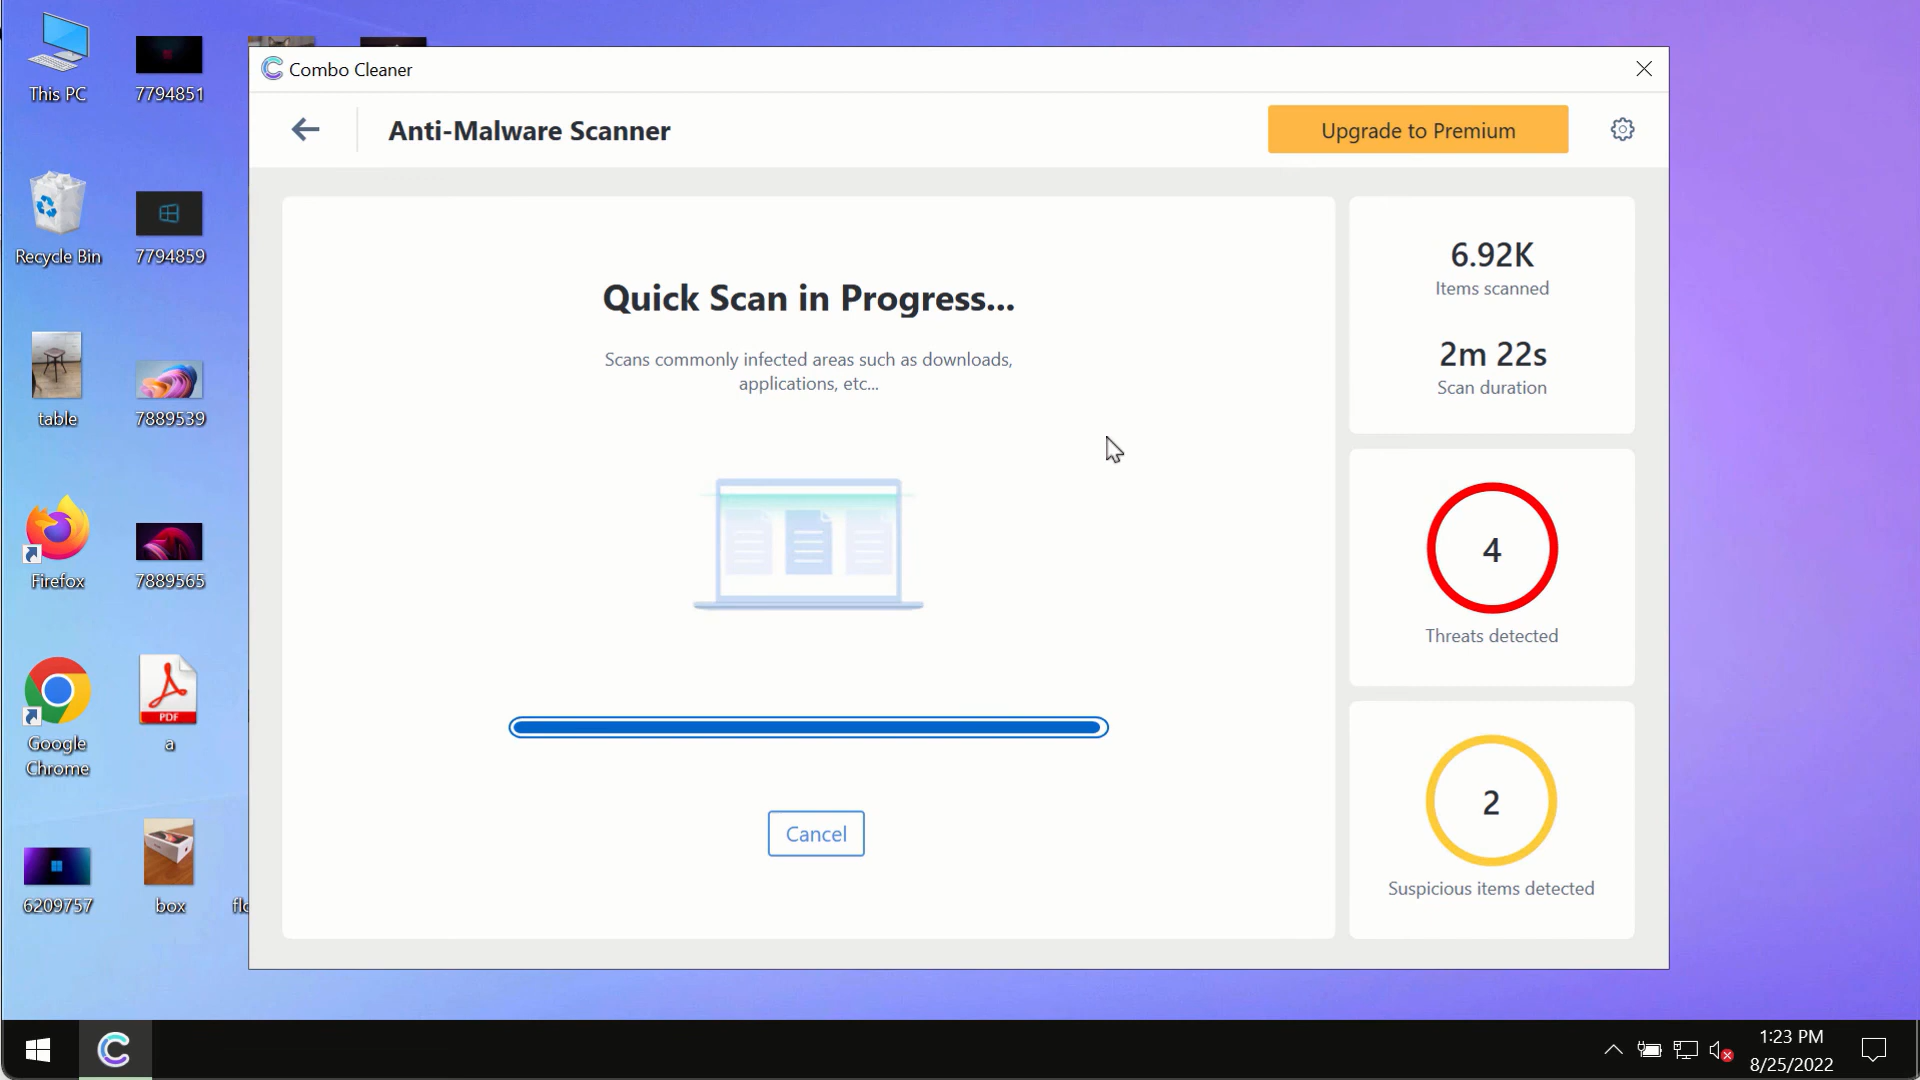 This PC
7794851
Recycle Bin
7794859
table
7889539
Firefox
7889565
Google
Chrome
PDF
a
6209757
box
Combo Cleaner
Anti-Malware Scanner
Upgrade to Premium
Quick Scan in Progress...
Scans commonly infected areas such as downloads,
applications, etc...
Cancel
6.92K
Items scanned
2m 22s
Scan duration
4
Threats detected
2
Suspicious items detected
1:23 PM
8/25/2022